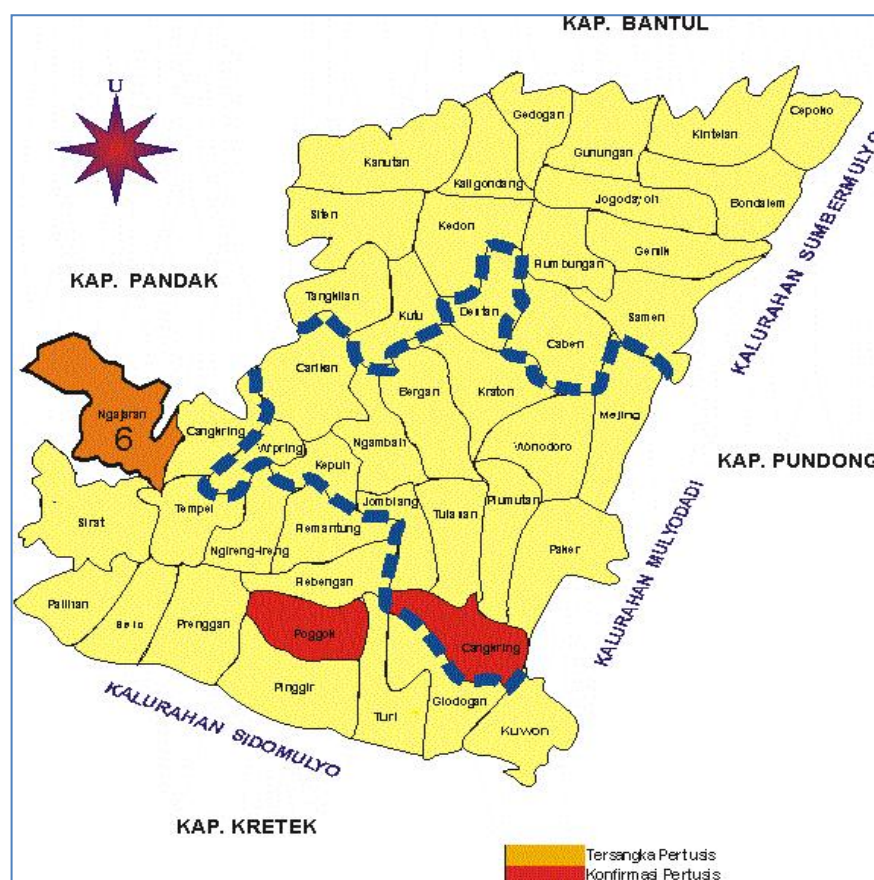 KAP. BANTUL
U
Gedogan
Cepoko
Kintelan
Gunungan
Kanutan
Kaligondang
Jogodayoh
Bondalem
Siten
Kedon
Genik
Rumbungan
KALURAHAN SUMBERMULYO
KAP. PANDAK
Tangkilan
Kutu
Dentan
Samen
Caben
Carikan
Bergan
Kraton
Ngajaran
6
Cangkring
Mejing
Ngambah
Wonodoro
KAP. PUNDONG
Kepuh
Jombang
Plumutan
Tulasan
Tempel
Sirat
Remantung
Paker
Ngireng-ireng
KALURAHAN MULYODADI
Rebengan
Palihan
Prenggan
Poggok
Cangkring
Pinggir
Glodogan
Turi
Kuwon
KALURAHAN SIDOMULYO
KAP. KRETEK
Tersangka Pertusis
Konfirmasi Pertusis